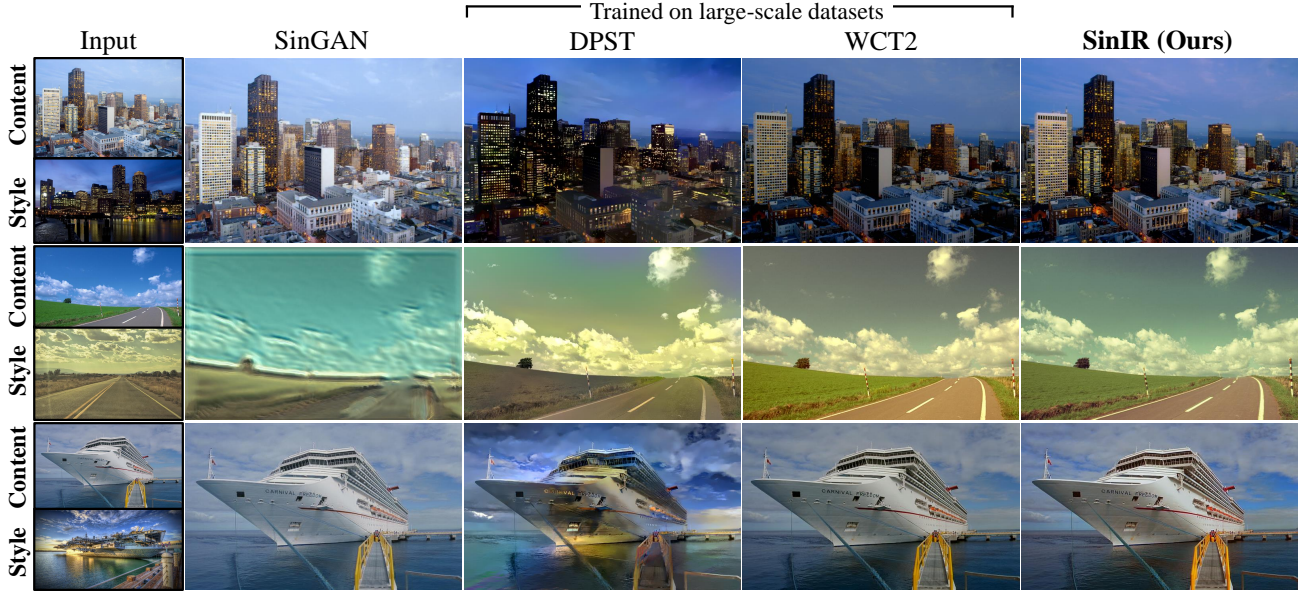 Trained on large-scale datasets
Input SinGAN DPST WCT2 SinIR (Ours)
Content
Style
Content
Style
Content
Style